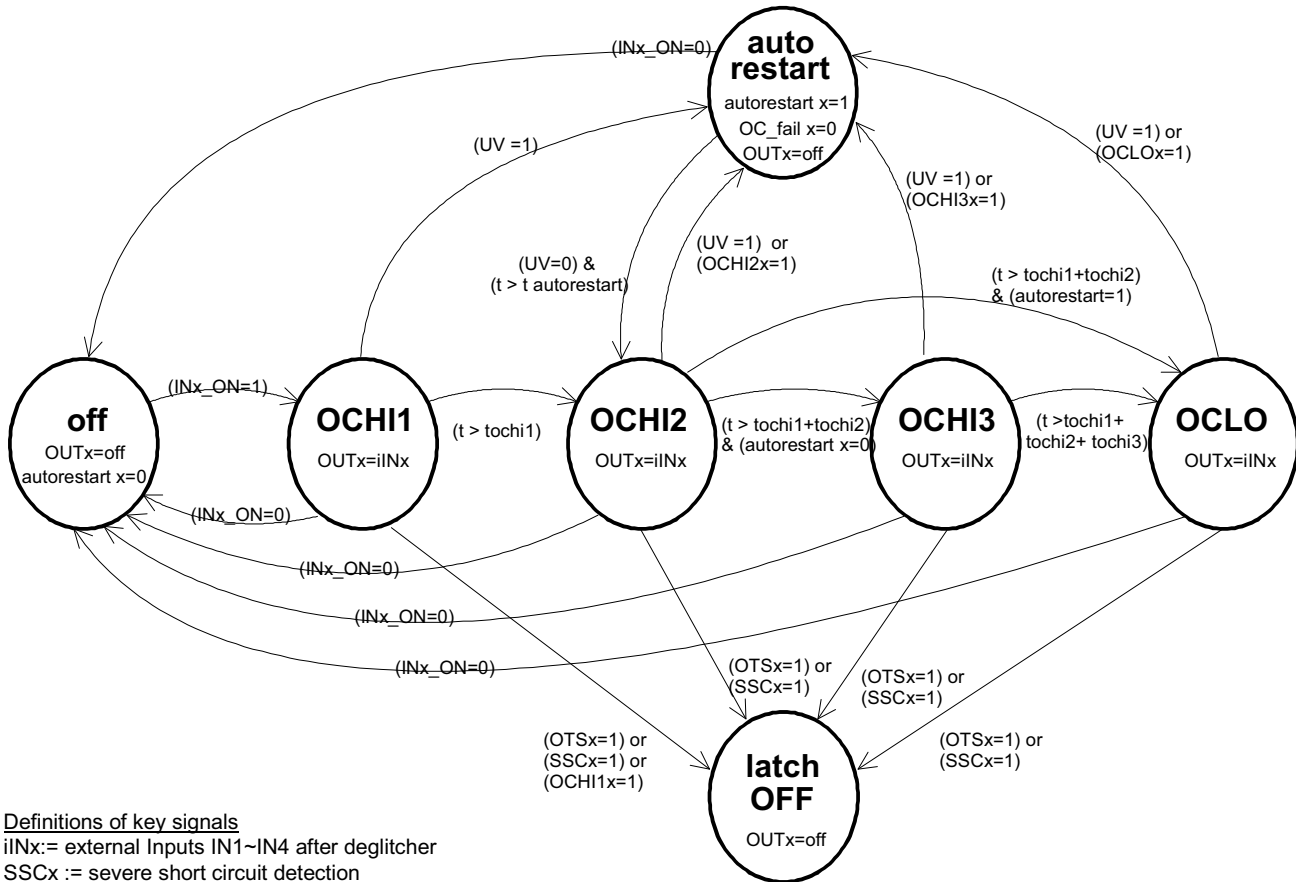 (INx_ON=0)
auto
restart
autorestart x=1
OC_fail x=0
OUTx=off
(UV =1)
(UV =1) or
(OCLOx=1)
(UV =1) or
(OCHI3x=1)
(UV =1) or
(OCHI2x=1)
(UV=0) &
(t > t autorestart)
(t > tochi1+tochi2)
& (autorestart=1)
off
OUTx=off
autorestart x=0
(INx_ON=1)
OCHI1
OUTx=iINx
(t > tochi1)
OCHI2
OUTx=iINx
(t > tochi1+tochi2)
& (autorestart x=0)
OCHI3
OUTx=iINx
(t >tochi1+
tochi2+ tochi3)
OCLO
OUTx=iINx
(INx_ON=0)
(INx_ON=0)
(INx_ON=0)
(INx_ON=0)
(OTSx=1) or
(SSCx=1) or
(OCHI1x=1)
(OTSx=1) or
(SSCx=1)
(OTSx=1) or
(SSCx=1)
(OTSx=1) or
(SSCx=1)
latch
OFF
OUTx=off
Definitions of key signals
iINx:= external Inputs IN1~IN4 after deglitcher
SSCx := severe short circuit detection